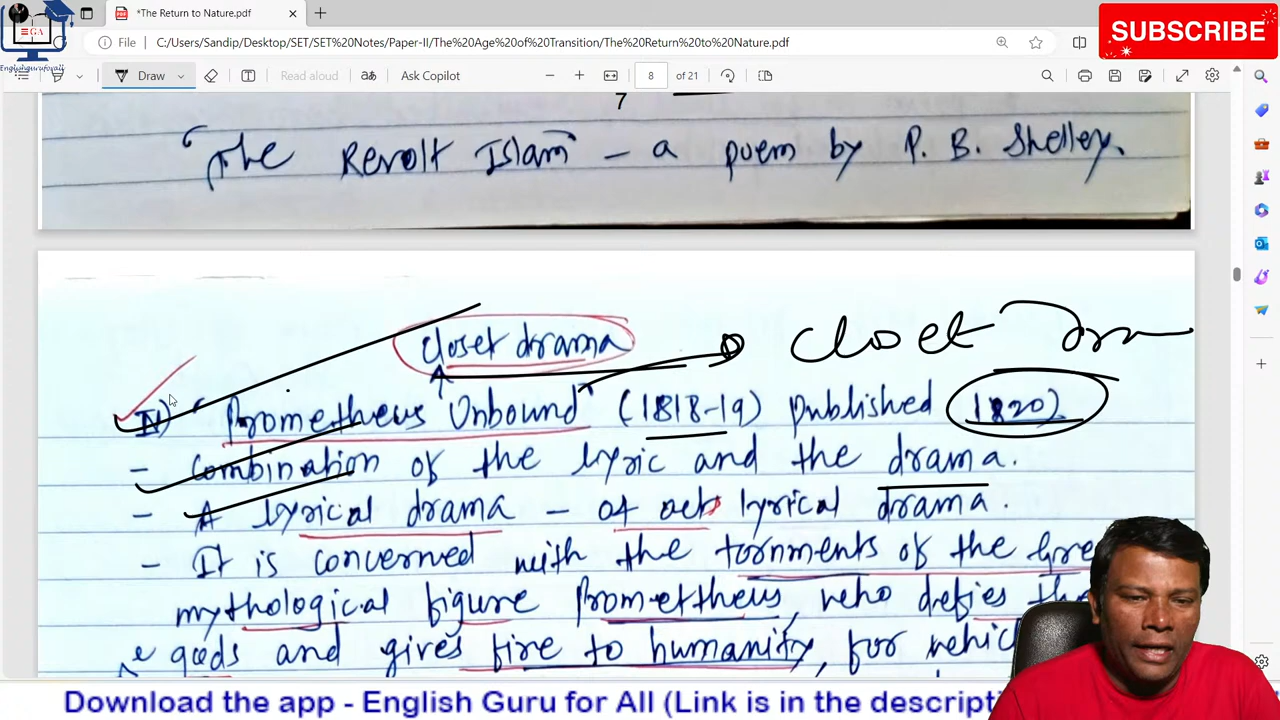 *The Return to Nature.pdf
SUBSCRIBE
EGA
Englishguruforall
File
C:/Users/Sandip/Desktop/SET/SET%20Notes/Paper-II/The%20Age%20of%20Transition/The%20Return%20to%20Nature.pdf
Draw
Read aloud
Ask Copilot
8 of 21
7
"The Revolt Islam" - a poem by P. B. Shelley.
closet drama
closet Dra
IV) "Prometheus Unbound" (1818-19) published 1820).
- Combination of the lyric and the drama.
- A lyrical drama - 04 acts lyrical drama.
- It is concerned with the tornments of the Gre
mythological figure Prometheus, who defies the
gods and gives fire to humanity, for which
Download the app - English Guru for All (Link is in the descripti